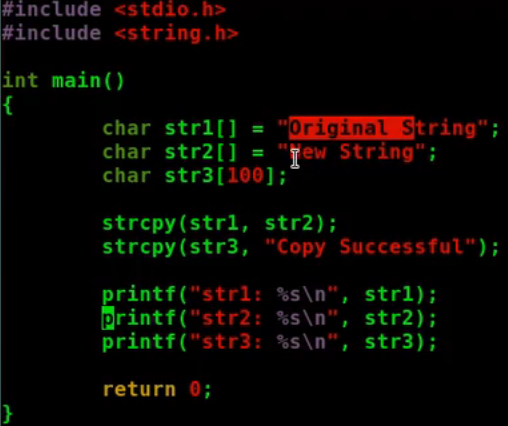 #include <stdio.h>
#include <string.h>
int main()
{
char str1[] = "Original String";
char str2[] = "New String";
char str3[100];
strcpy(str1, str2);
strcpy(str3, "Copy Successful");
printf("str1: %s\n", str1);
printf("str2: %s\n", str2);
printf("str3: %s\n", str3);
return 0;
}